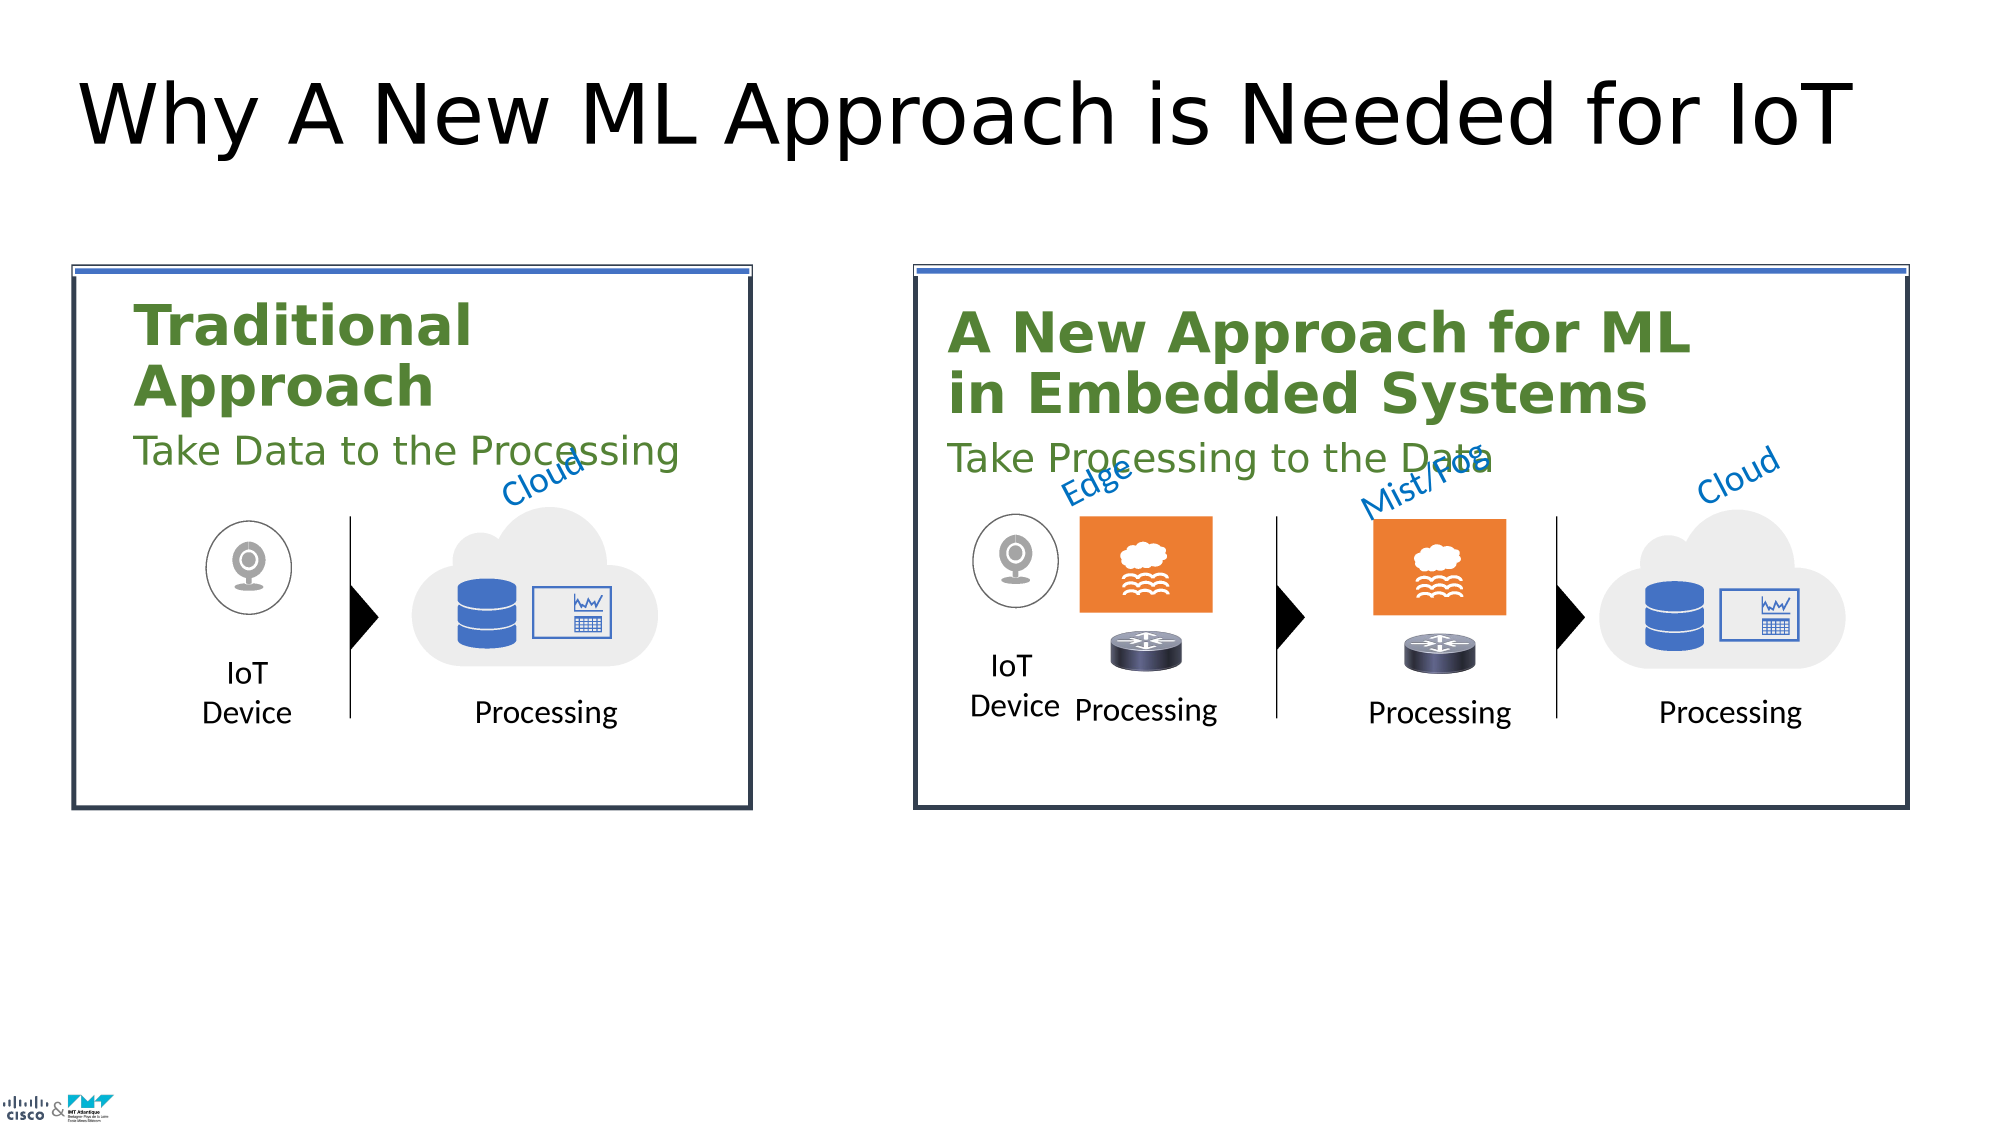 Why A New ML Approach is Needed for IoT
Traditional
Approach
Take Data to the Processing
Cloud
IoT
Device
Processing
A New Approach for ML
in Embedded Systems
Take Processing to the Data
Edge
Mist/Fog
Cloud
IoT
Device
Processing
Processing
Processing
CISCO
&
IMT Atlantique